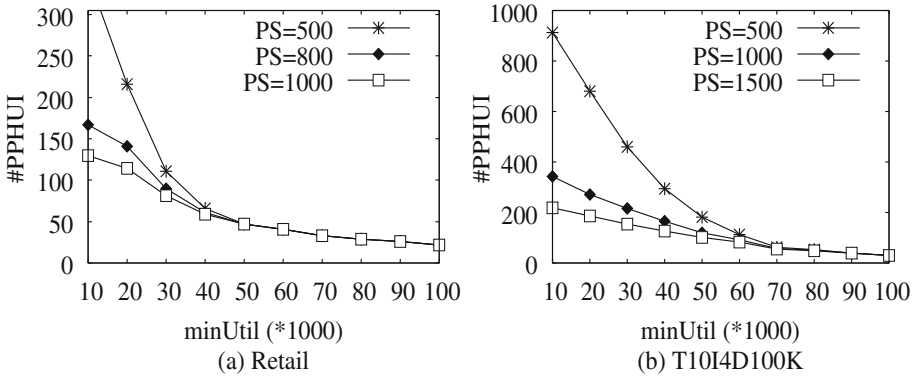 300
250
200
150
100
50
0
#PPHUI
PS=500
PS=800
PS=1000
10 20 30 40 50 60 70 80 90 100
minUtil (*1000)
(a) Retail
1000
800
600
400
200
0
#PPHUI
PS=500
PS=1000
PS=1500
10 20 30 40 50 60 70 80 90 100
minUtil (*1000)
(b) T10I4D100K